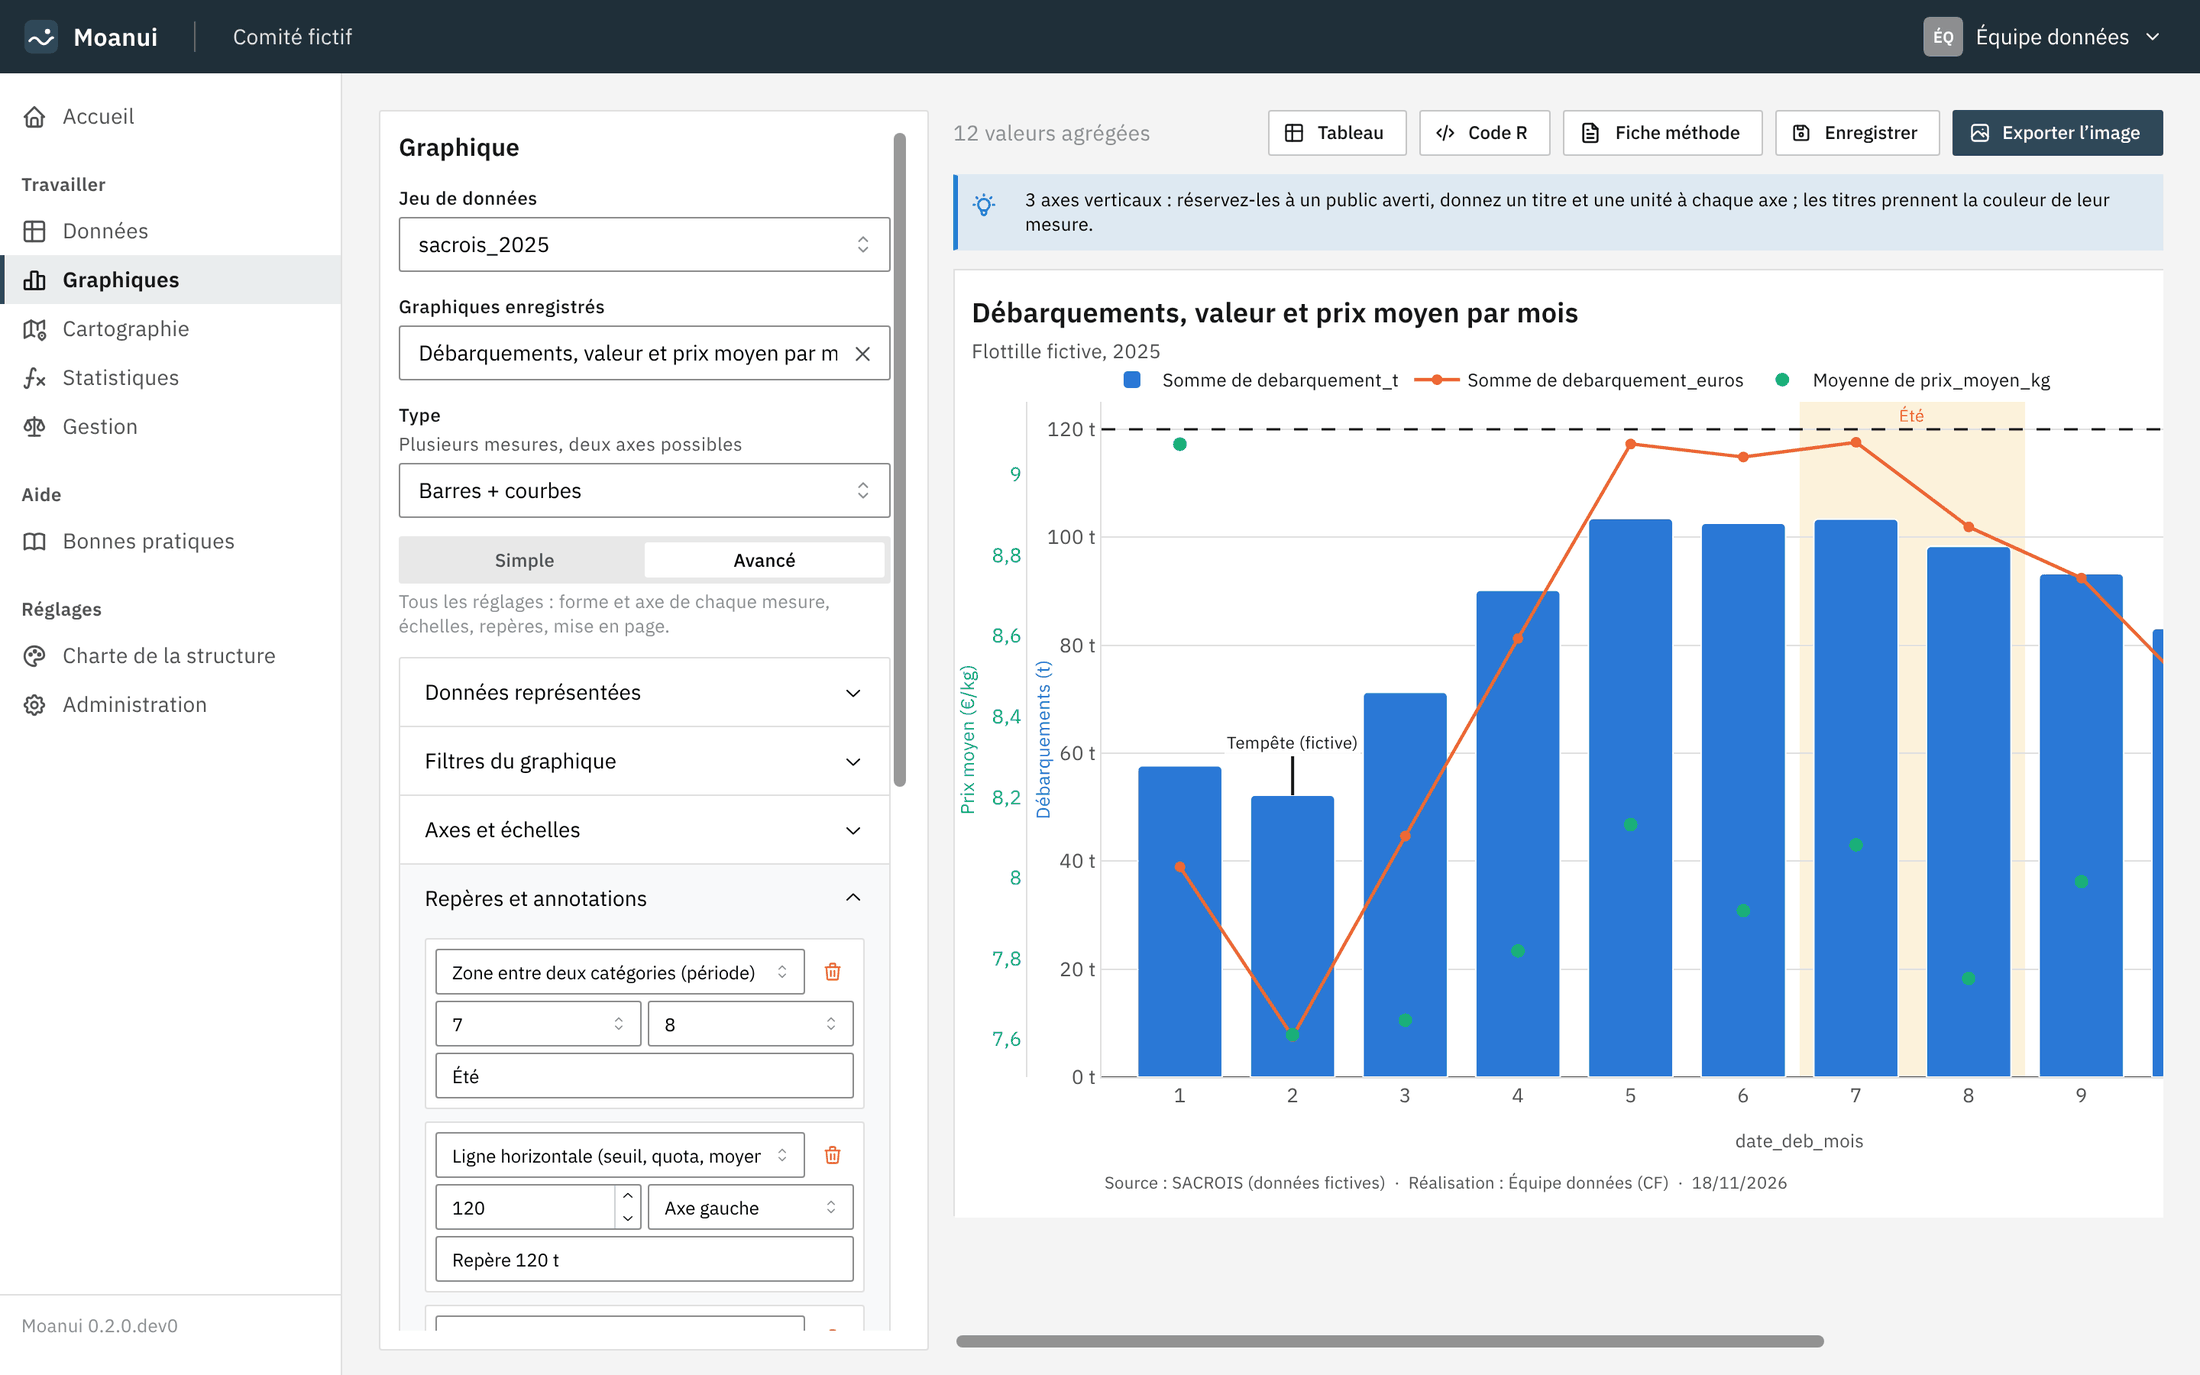 Moanui
Comité fictif
ÉQ
Équipe données
Accueil
Travailler
Données
Graphiques
Cartographie
Statistiques
Gestion
Aide
Bonnes pratiques
Réglages
Charte de la structure
Administration
Moanui 0.2.0.dev0
Graphique
Jeu de données
sacrois_2025
Graphiques enregistrés
Débarquements, valeur et prix moyen par m
Type
Plusieurs mesures, deux axes possibles
Barres + courbes
Simple
Avancé
Tous les réglages : forme et axe de chaque mesure,
échelles, repères, mise en page.
Données représentées
Filtres du graphique
Axes et échelles
Repères et annotations
Zone entre deux catégories (période)
7
8
Été
Ligne horizontale (seuil, quota, moyer
120
Axe gauche
Repère 120 t
12 valeurs agrégées
Tableau
Code R
Fiche méthode
Enregistrer
Exporter l’image
3 axes verticaux : réservez-les à un public averti, donnez un titre et une unité à chaque axe ; les titres prennent la couleur de leur
mesure.
Débarquements, valeur et prix moyen par mois
Flottille fictive, 2025
Somme de debarquement_t
Somme de debarquement_euros
Moyenne de prix_moyen_kg
Prix moyen (€/kg)
9
8,8
8,6
8,4
8,2
8
7,8
7,6
Débarquements (t)
120 t
100 t
80 t
60 t
40 t
20 t
0 t
Été
Tempête (fictive)
1
2
3
4
5
6
7
8
9
date_deb_mois
Source : SACROIS (données fictives) · Réalisation : Équipe données (CF) · 18/11/2026